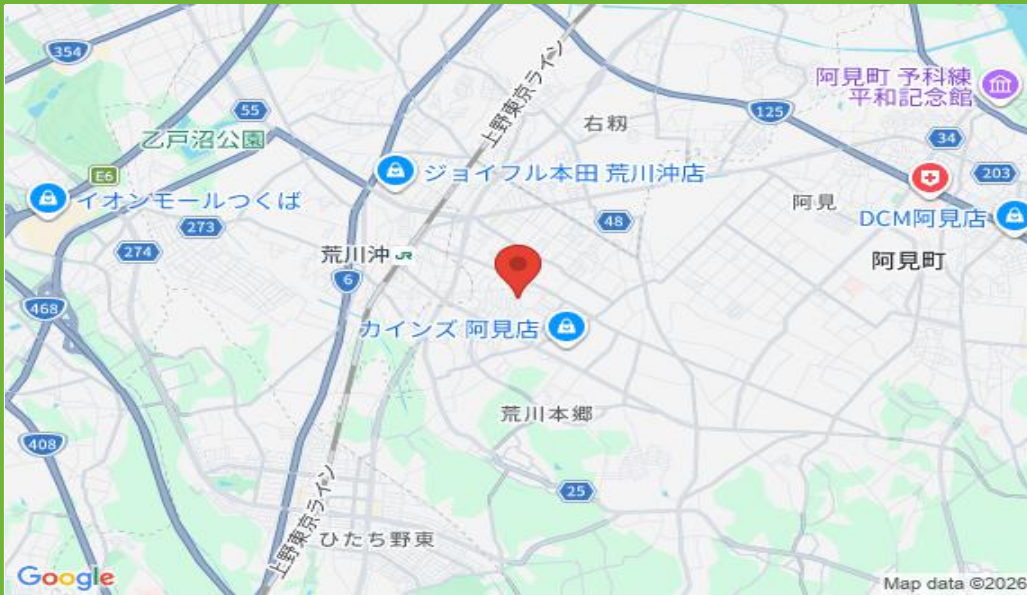 354
上野東京ライン
阿見町 予科練
平和記念館
55
125
右籾
乙戸沼公園
34
E6
ジョイフル本田 荒川沖店
203
イオンモールつくば
阿見
273
48
DCM阿見店
274
荒川沖 JR
阿見町
6
468
カインズ 阿見店
荒川本郷
408
25
上野東京ライン
ひたち野東
Google
Map data ©2026